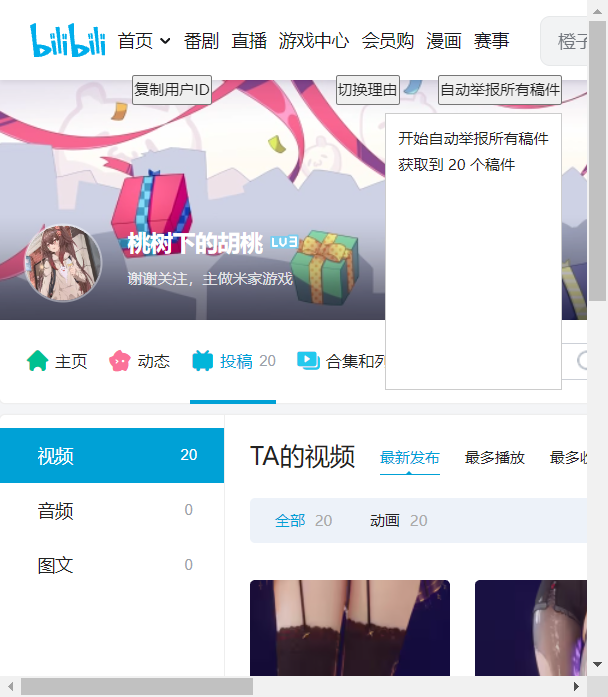 bilibili 首页 番剧 直播 游戏中心 会员购 漫画 赛事 橙子
复制用户ID 切换理由 自动举报所有稿件
开始自动举报所有稿件
获取到 20 个稿件
桃树下的胡桃 LV3
谢谢关注，主做米家游戏
主页 动态 投稿 20 合集和列
视频 20
音频 0
图文 0
TA的视频 最新发布 最多播放 最多收
全部 20 动画 20